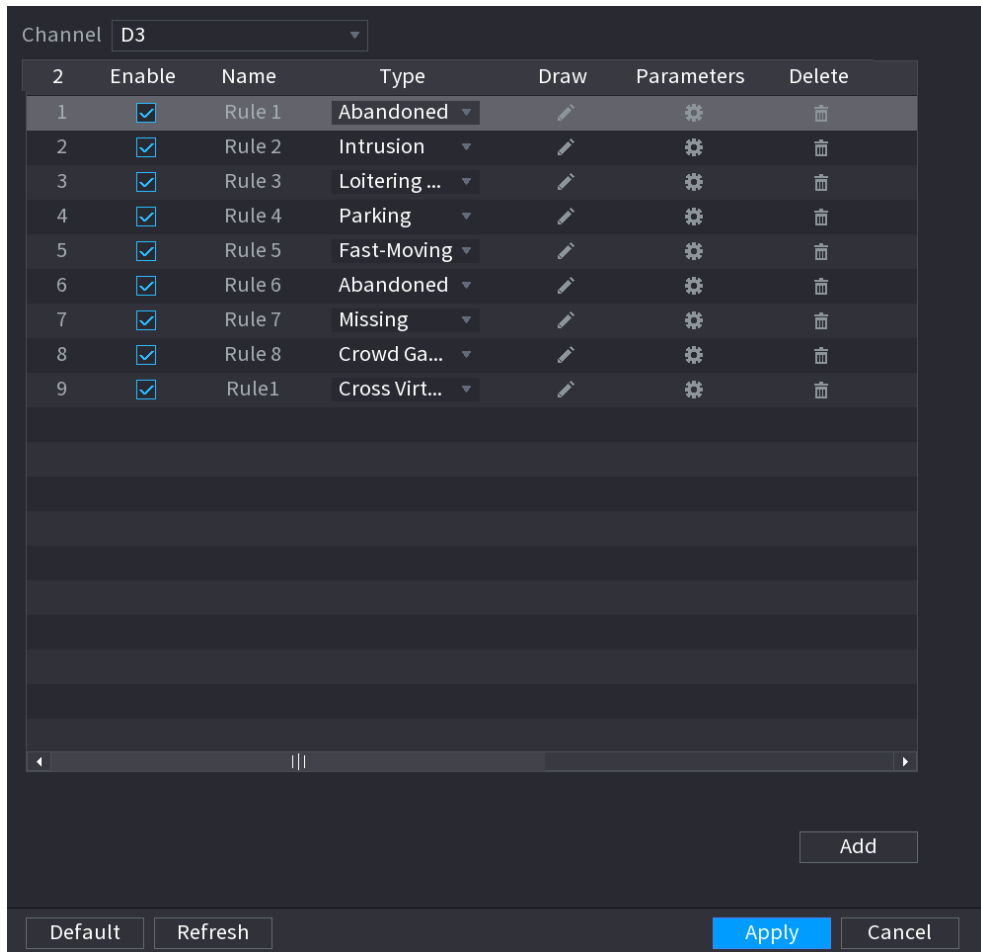 Channel D3
2 Enable Name Type Draw Parameters Delete
1 Rule 1 Abandoned
2 Rule 2 Intrusion
3 Rule 3 Loitering ...
4 Rule 4 Parking
5 Rule 5 Fast-Moving
6 Rule 6 Abandoned
7 Rule 7 Missing
8 Rule 8 Crowd Ga...
9 Rule1 Cross Virt...
Add
Default Refresh Apply Cancel